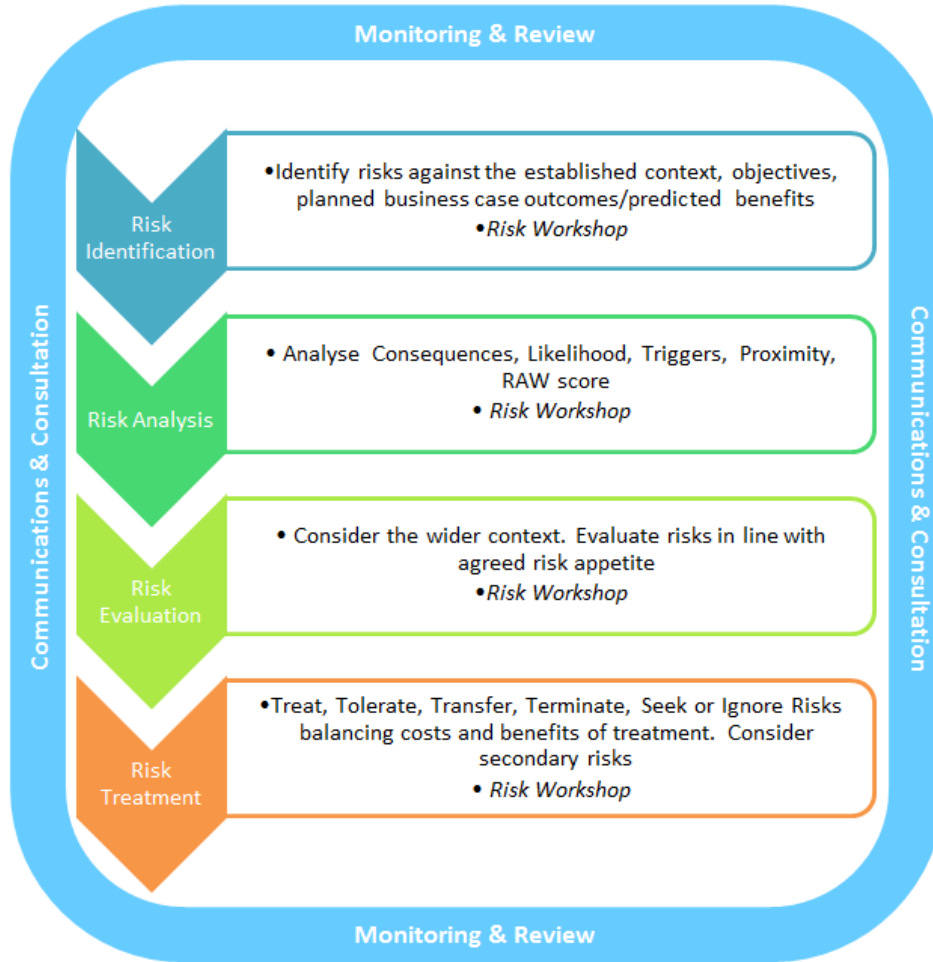 Monitoring & Review
Communications & Consultation
Risk
Identification
•Identify risks against the established context, objectives,
planned business case outcomes/predicted benefits
•Risk Workshop
Risk Analysis
• Analyse Consequences, Likelihood, Triggers, Proximity,
RAW score
• Risk Workshop
Risk
Evaluation
• Consider the wider context. Evaluate risks in line with
agreed risk appetite
•Risk Workshop
Risk
Treatment
•Treat, Tolerate, Transfer, Terminate, Seek or Ignore Risks
balancing costs and benefits of treatment. Consider
secondary risks
• Risk Workshop
Communications & Consultation
Monitoring & Review